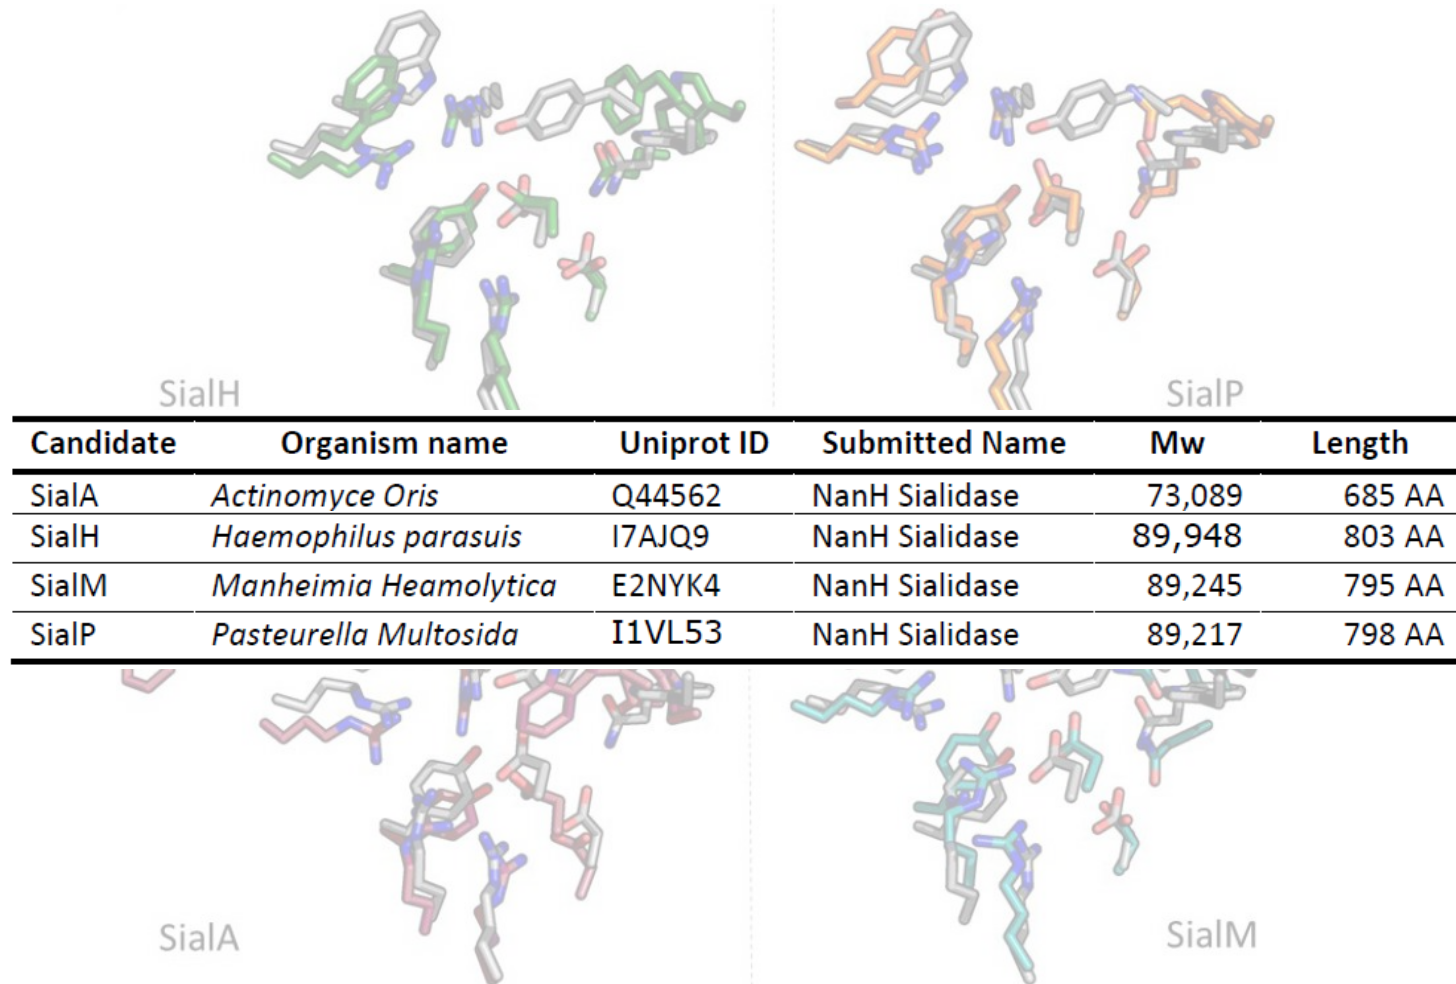 SialH
SialP
Candidate Organism name Uniprot ID Submitted Name Mw Length
SialA Actinomyce Oris Q44562 NanH Sialidase 73,089 685 AA
SialH Haemophilus parasuis I7AJQ9 NanH Sialidase 89,948 803 AA
SialM Manheimia Heamolytica E2NYK4 NanH Sialidase 89,245 795 AA
SialP Pasteurella Multosida I1VL53 NanH Sialidase 89,217 798 AA
SialA
SialM